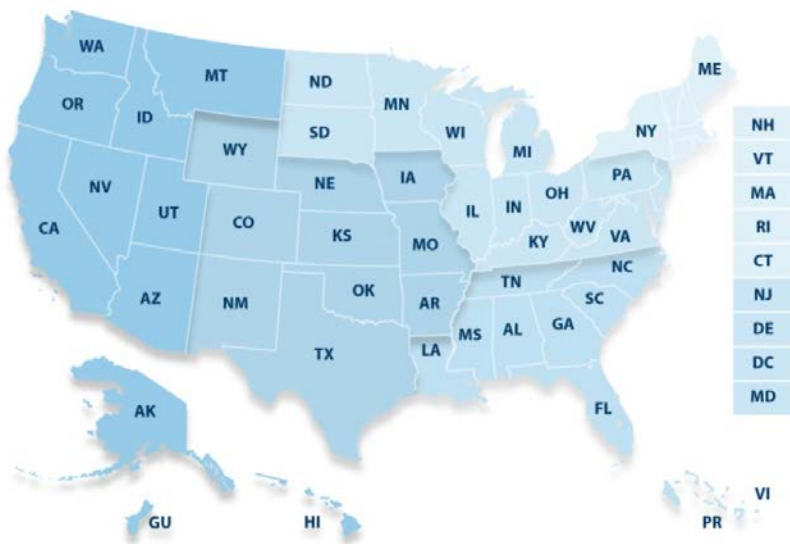 WA
MT
ND
MN
ME
OR
ID
SD
WI
MI
NY
WY
NV
NE
IA
PA
CA
UT
CO
KS
MO
IL
IN
OH
WV
VA
KY
AZ
NM
OK
AR
TN
NC
TX
LA
MS
AL
GA
SC
FL
AK
GU
HI
PR
VI
NH
VT
MA
RI
CT
NJ
DE
DC
MD